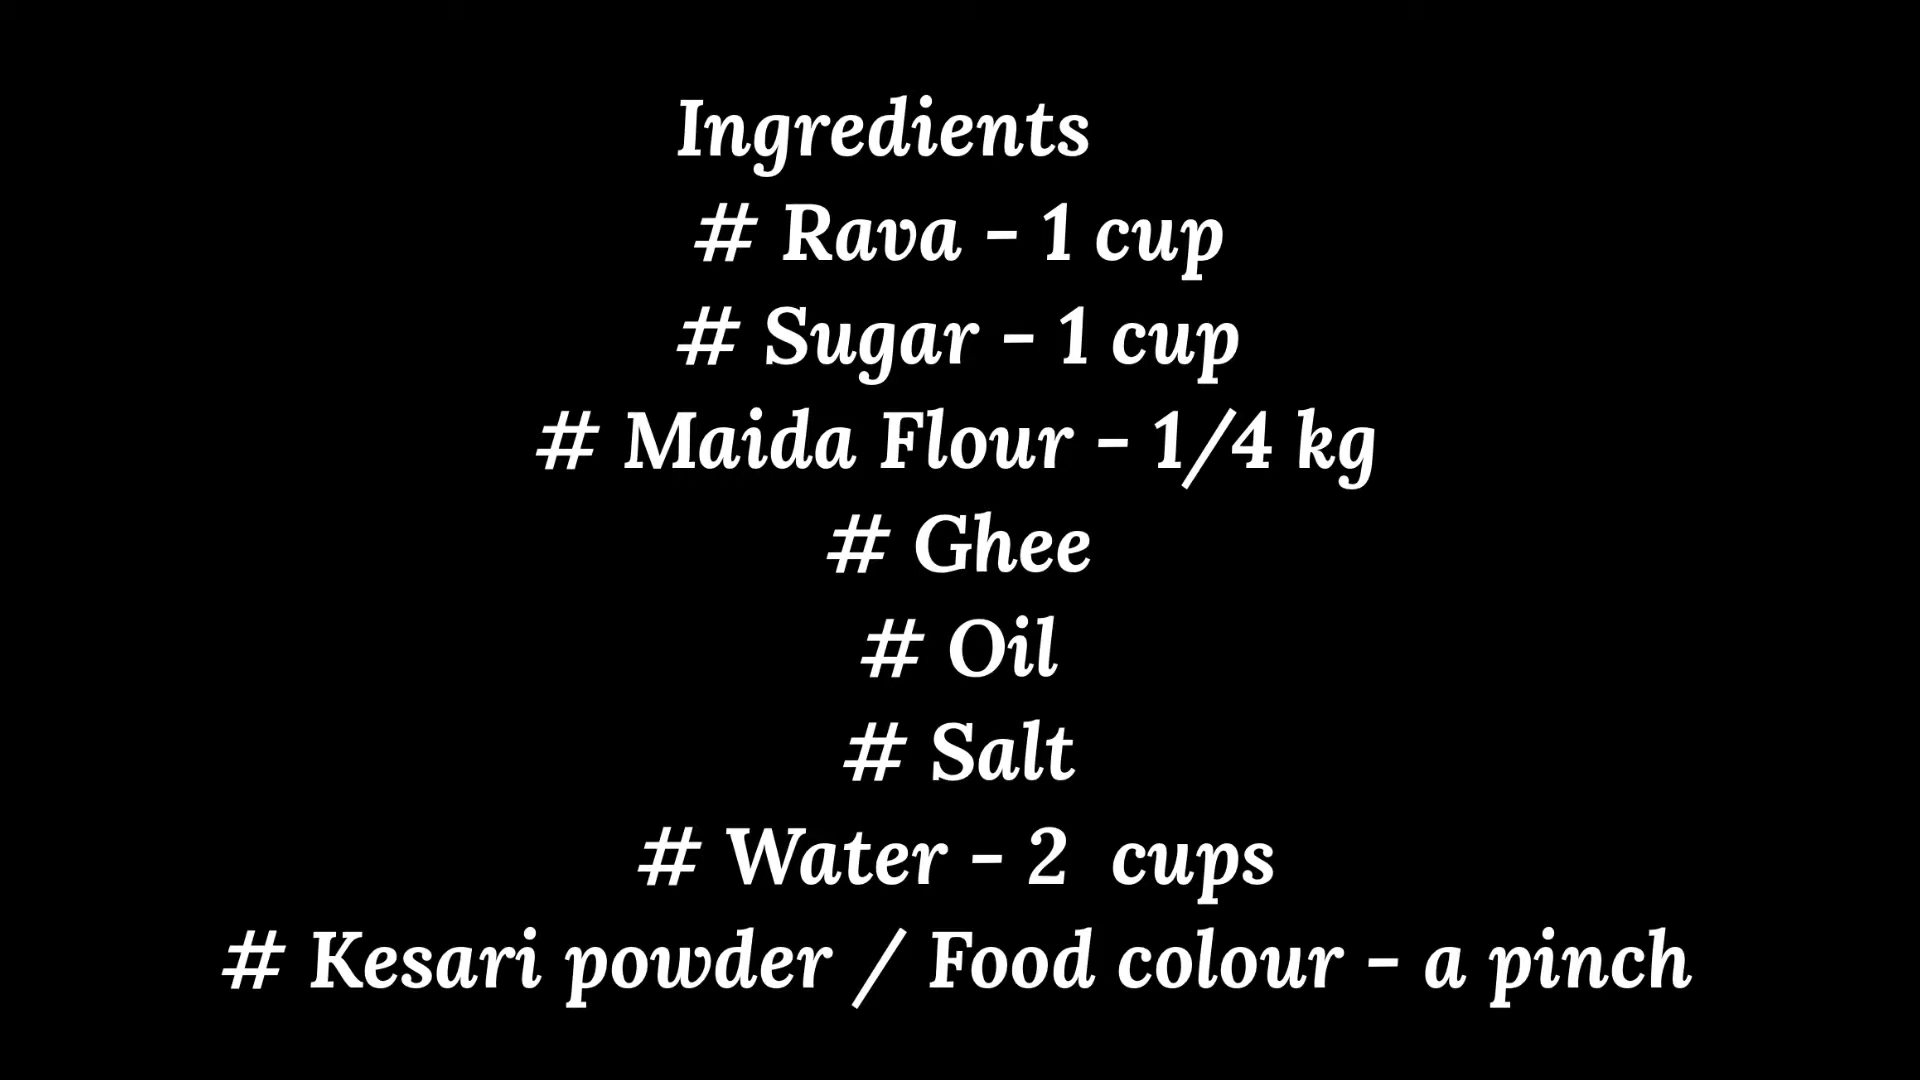 Ingredients
# Rava - 1 cup
# Sugar - 1 cup
# Maida Flour - 1/4 kg
# Ghee
# Oil
# Salt
# Water - 2  cups
# Kesari powder / Food colour - a pinch